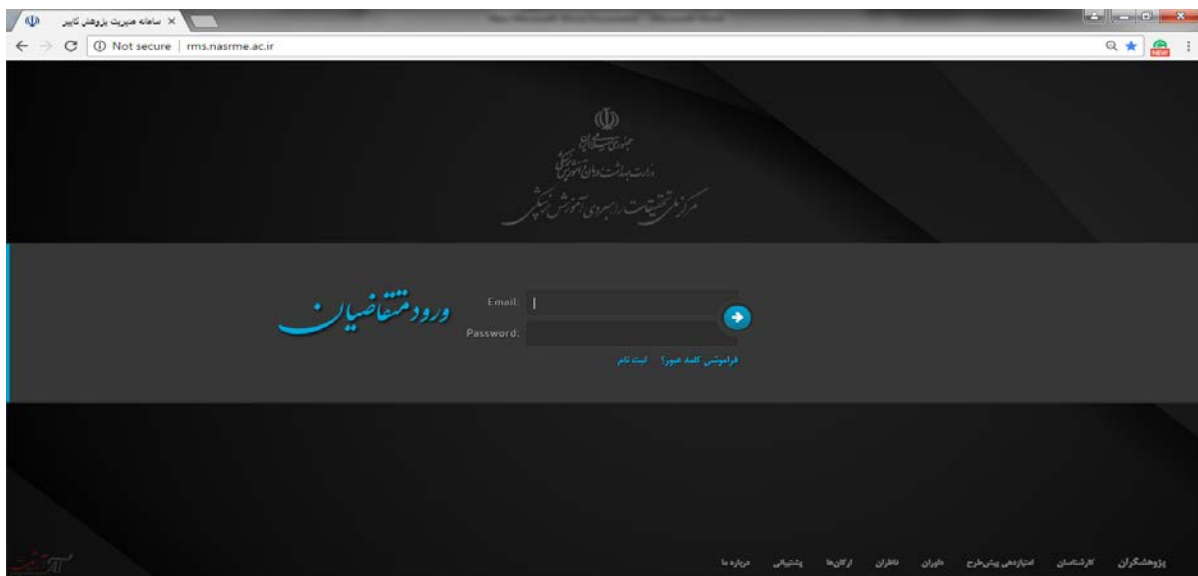 سامانه مدیریت پژوهش کایپر
Not secure | rms.nasrme.ac.ir
NEW
جمهوری اسلامی ایران
وزارت بهداشت درمان و آموزش پزشکی
مرکز ملی تحقیقات راهبردی آموزش پزشکی
ورود متقاضیان
Email:
Password:
فراموشی کلمه عبور؟ ثبت نام
پژوهشگران کارشناسان امتیازدهی پیش‌طرح داوران ناظران ارکان‌ها پشتیبانی درباره ما